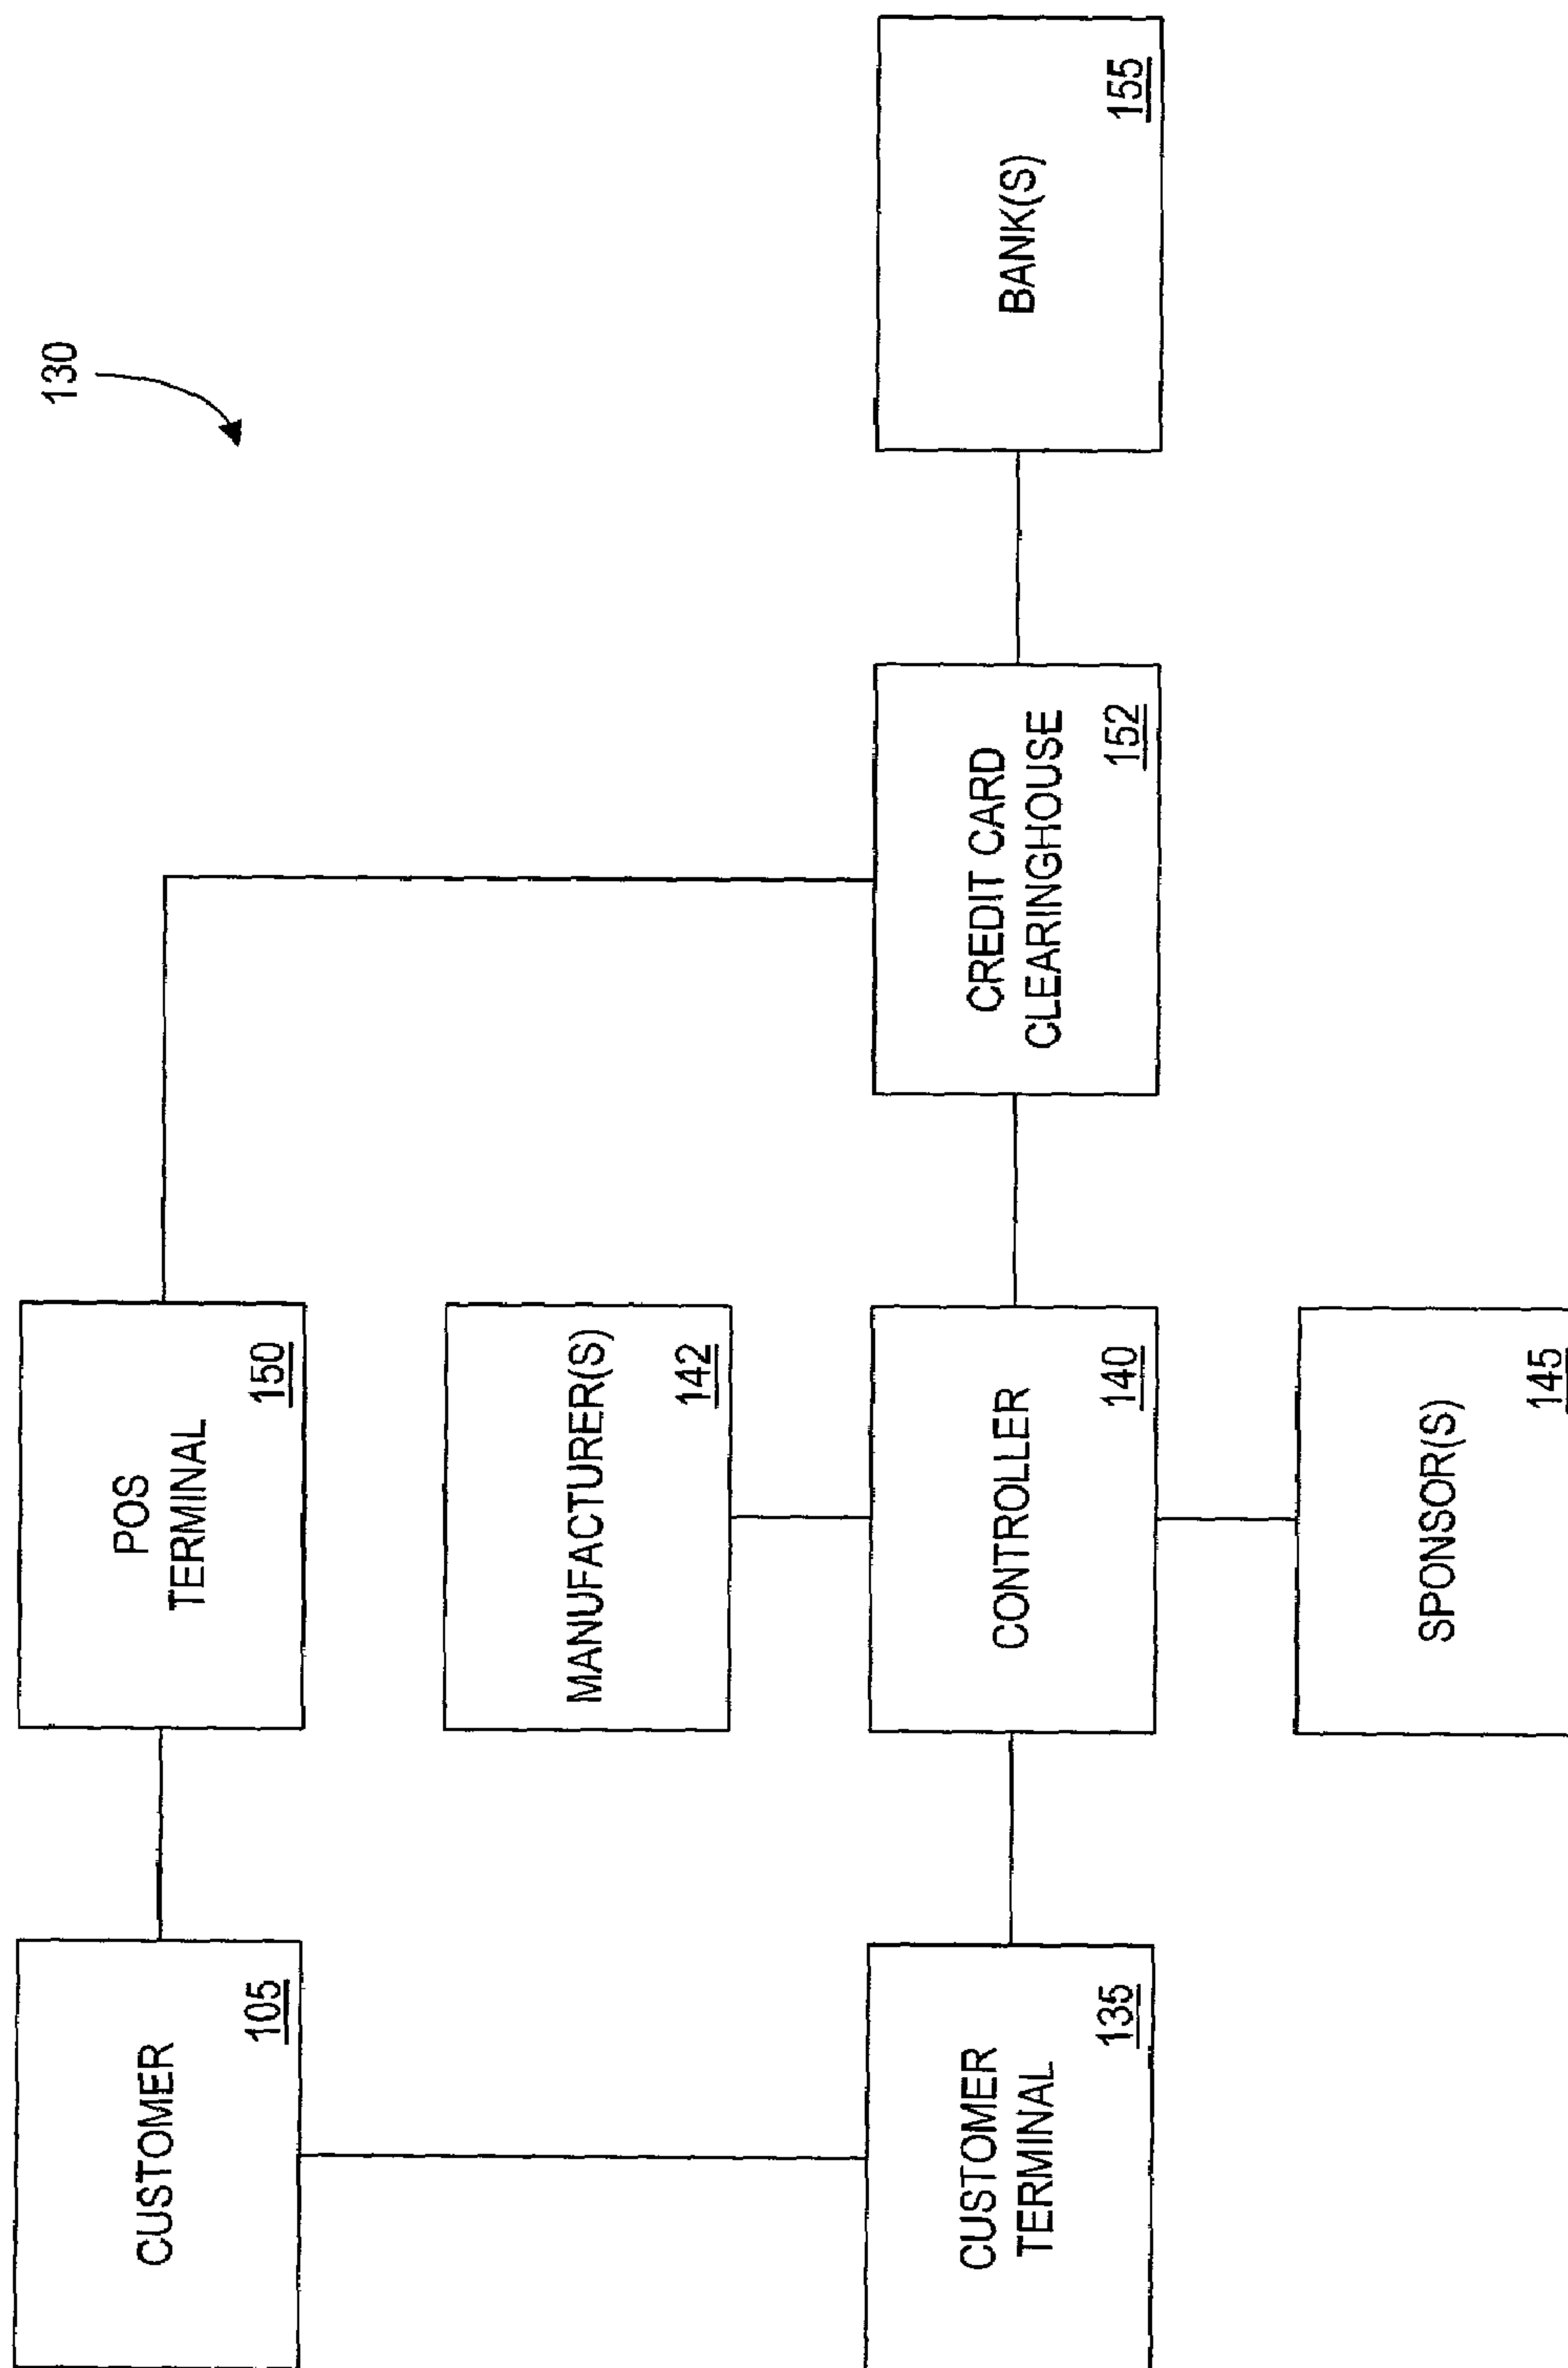 130
CUSTOMER
105
POS
TERMINAL
150
MANUFACTURER(S)
142
CUSTOMER
TERMINAL
135
CONTROLLER
140
CREDIT CARD
CLEARINGHOUSE
152
BANK(S)
155
SPONSOR(S)
145